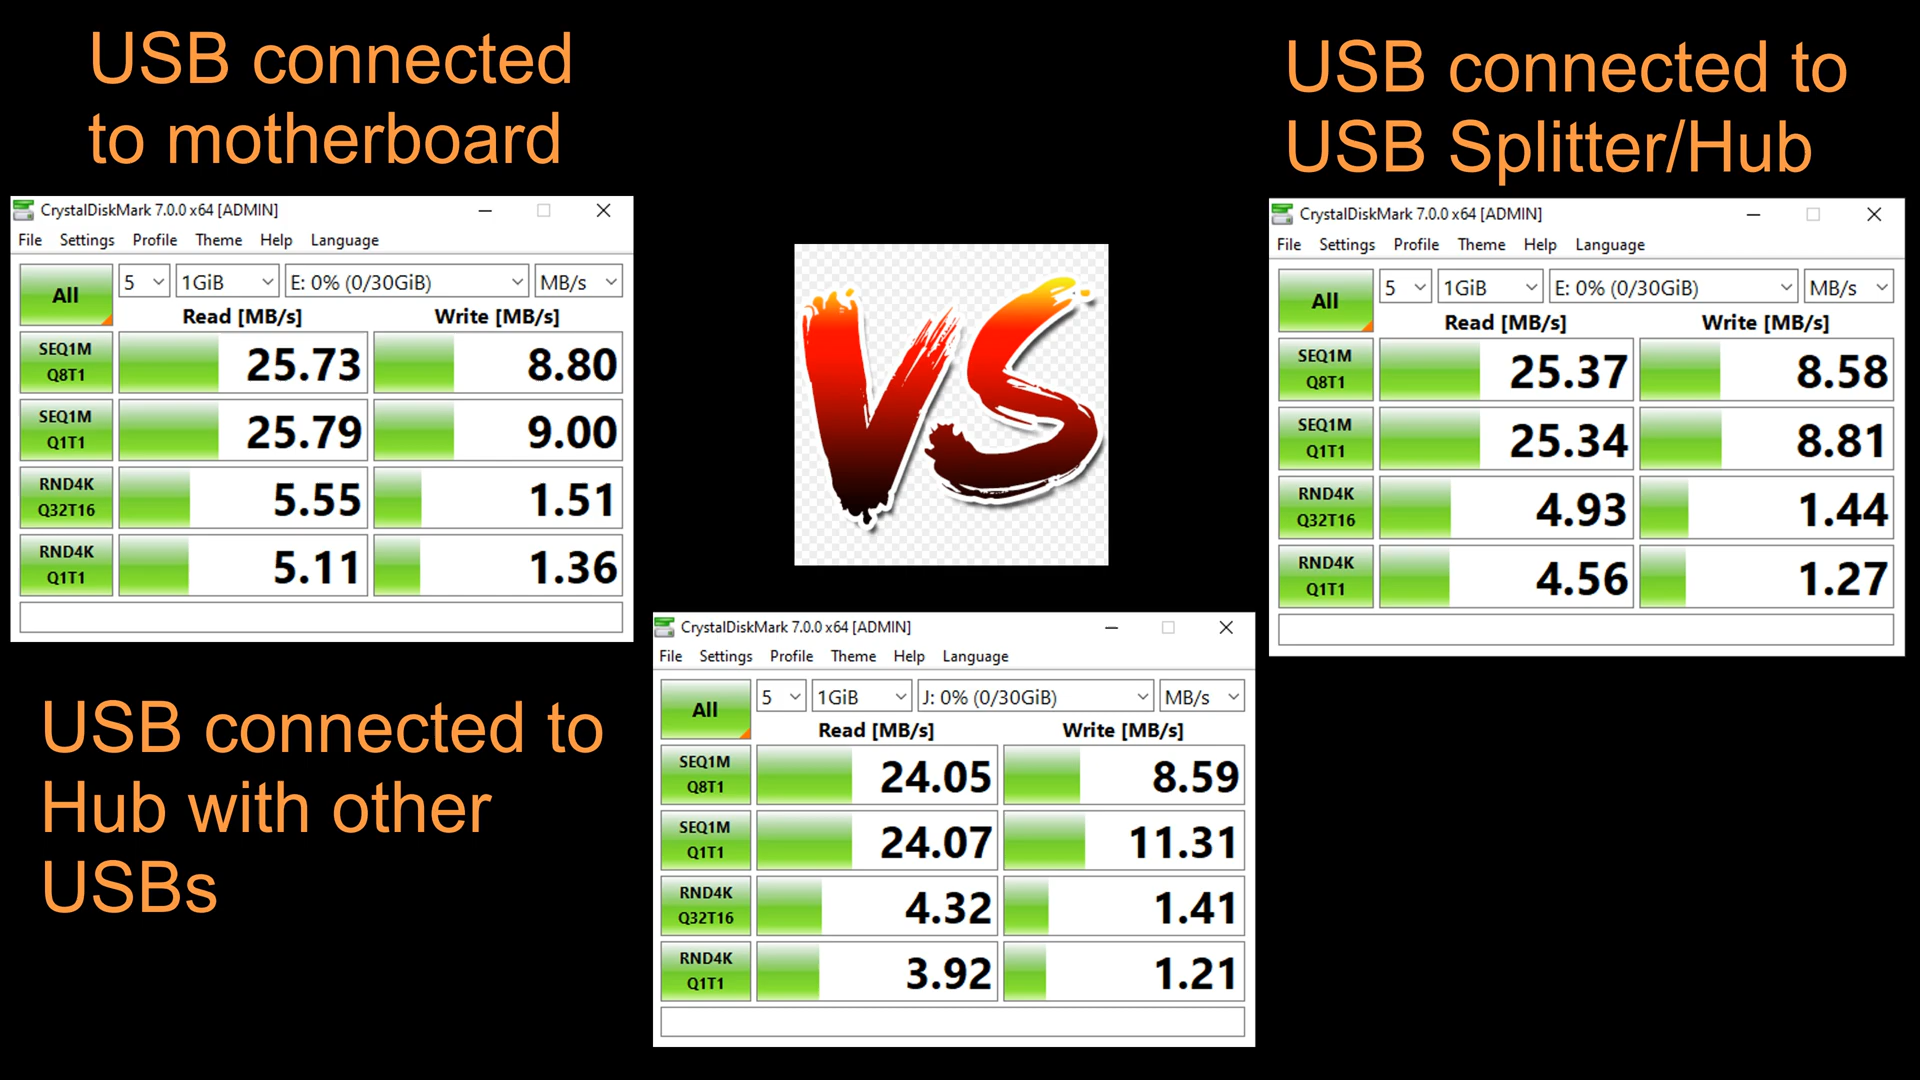 USB connected
to motherboard
CrystalDiskMark 7.0.0 x64 [ADMIN]
File Settings Profile Theme Help Language
All 5 1GiB E: 0% (0/30GiB) MB/s
Read [MB/s] Write [MB/s]
SEQ1M
Q8T1 25.73 8.80
SEQ1M
Q1T1 25.79 9.00
RND4K
Q32T16 5.55 1.51
RND4K
Q1T1 5.11 1.36
VS
USB connected to
USB Splitter/Hub
CrystalDiskMark 7.0.0 x64 [ADMIN]
File Settings Profile Theme Help Language
All 5 1GiB E: 0% (0/30GiB) MB/s
Read [MB/s] Write [MB/s]
SEQ1M
Q8T1 25.37 8.58
SEQ1M
Q1T1 25.34 8.81
RND4K
Q32T16 4.93 1.44
RND4K
Q1T1 4.56 1.27
USB connected to
Hub with other
USBs
CrystalDiskMark 7.0.0 x64 [ADMIN]
File Settings Profile Theme Help Language
All 5 1GiB J: 0% (0/30GiB) MB/s
Read [MB/s] Write [MB/s]
SEQ1M
Q8T1 24.05 8.59
SEQ1M
Q1T1 24.07 11.31
RND4K
Q32T16 4.32 1.41
RND4K
Q1T1 3.92 1.21